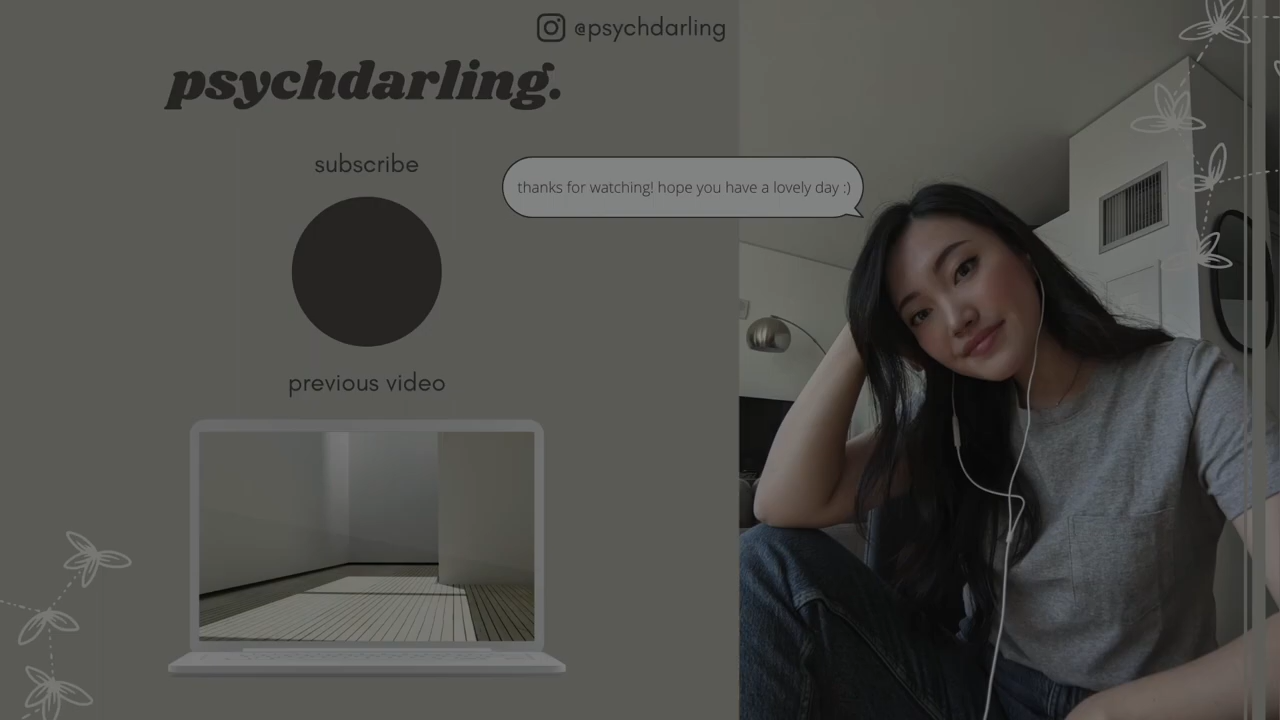 @psychdarling
psychdarling.
subscribe
thanks for watching! hope you have a lovely day :)
previous video